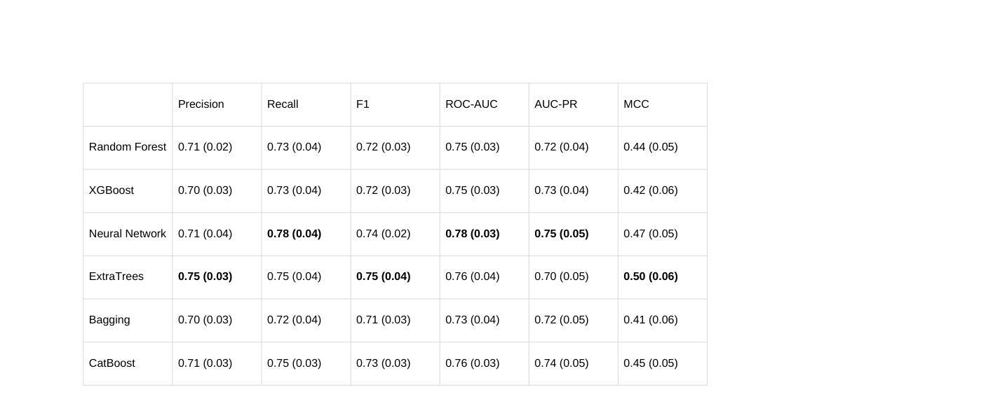 Precision Recall F1 ROC-AUC AUC-PR MCC
Random Forest 0.71 (0.02) 0.73 (0.04) 0.72 (0.03) 0.75 (0.03) 0.72 (0.04) 0.44 (0.05)
XGBoost 0.70 (0.03) 0.73 (0.04) 0.72 (0.03) 0.75 (0.03) 0.73 (0.04) 0.42 (0.06)
Neural Network 0.71 (0.04) 0.78 (0.04) 0.74 (0.02) 0.78 (0.03) 0.75 (0.05) 0.47 (0.05)
ExtraTrees 0.75 (0.03) 0.75 (0.04) 0.75 (0.04) 0.76 (0.04) 0.70 (0.05) 0.50 (0.06)
Bagging 0.70 (0.03) 0.72 (0.04) 0.71 (0.03) 0.73 (0.04) 0.72 (0.05) 0.41 (0.06)
CatBoost 0.71 (0.03) 0.75 (0.03) 0.73 (0.03) 0.76 (0.03) 0.74 (0.05) 0.45 (0.05)